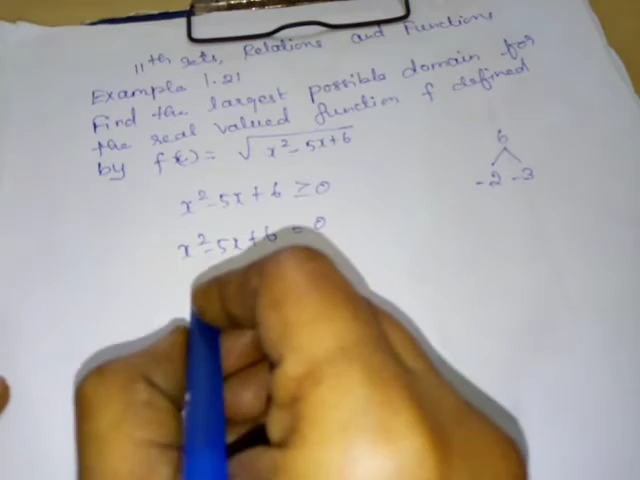 11th sets, Relations and Functions
Example 1.21
Find the largest possible domain for
the real valued function f defined
by f(x) = √x²-5x+6
6
-2 -3
x²-5x+6 ≥0
x²-5x+6 = 0